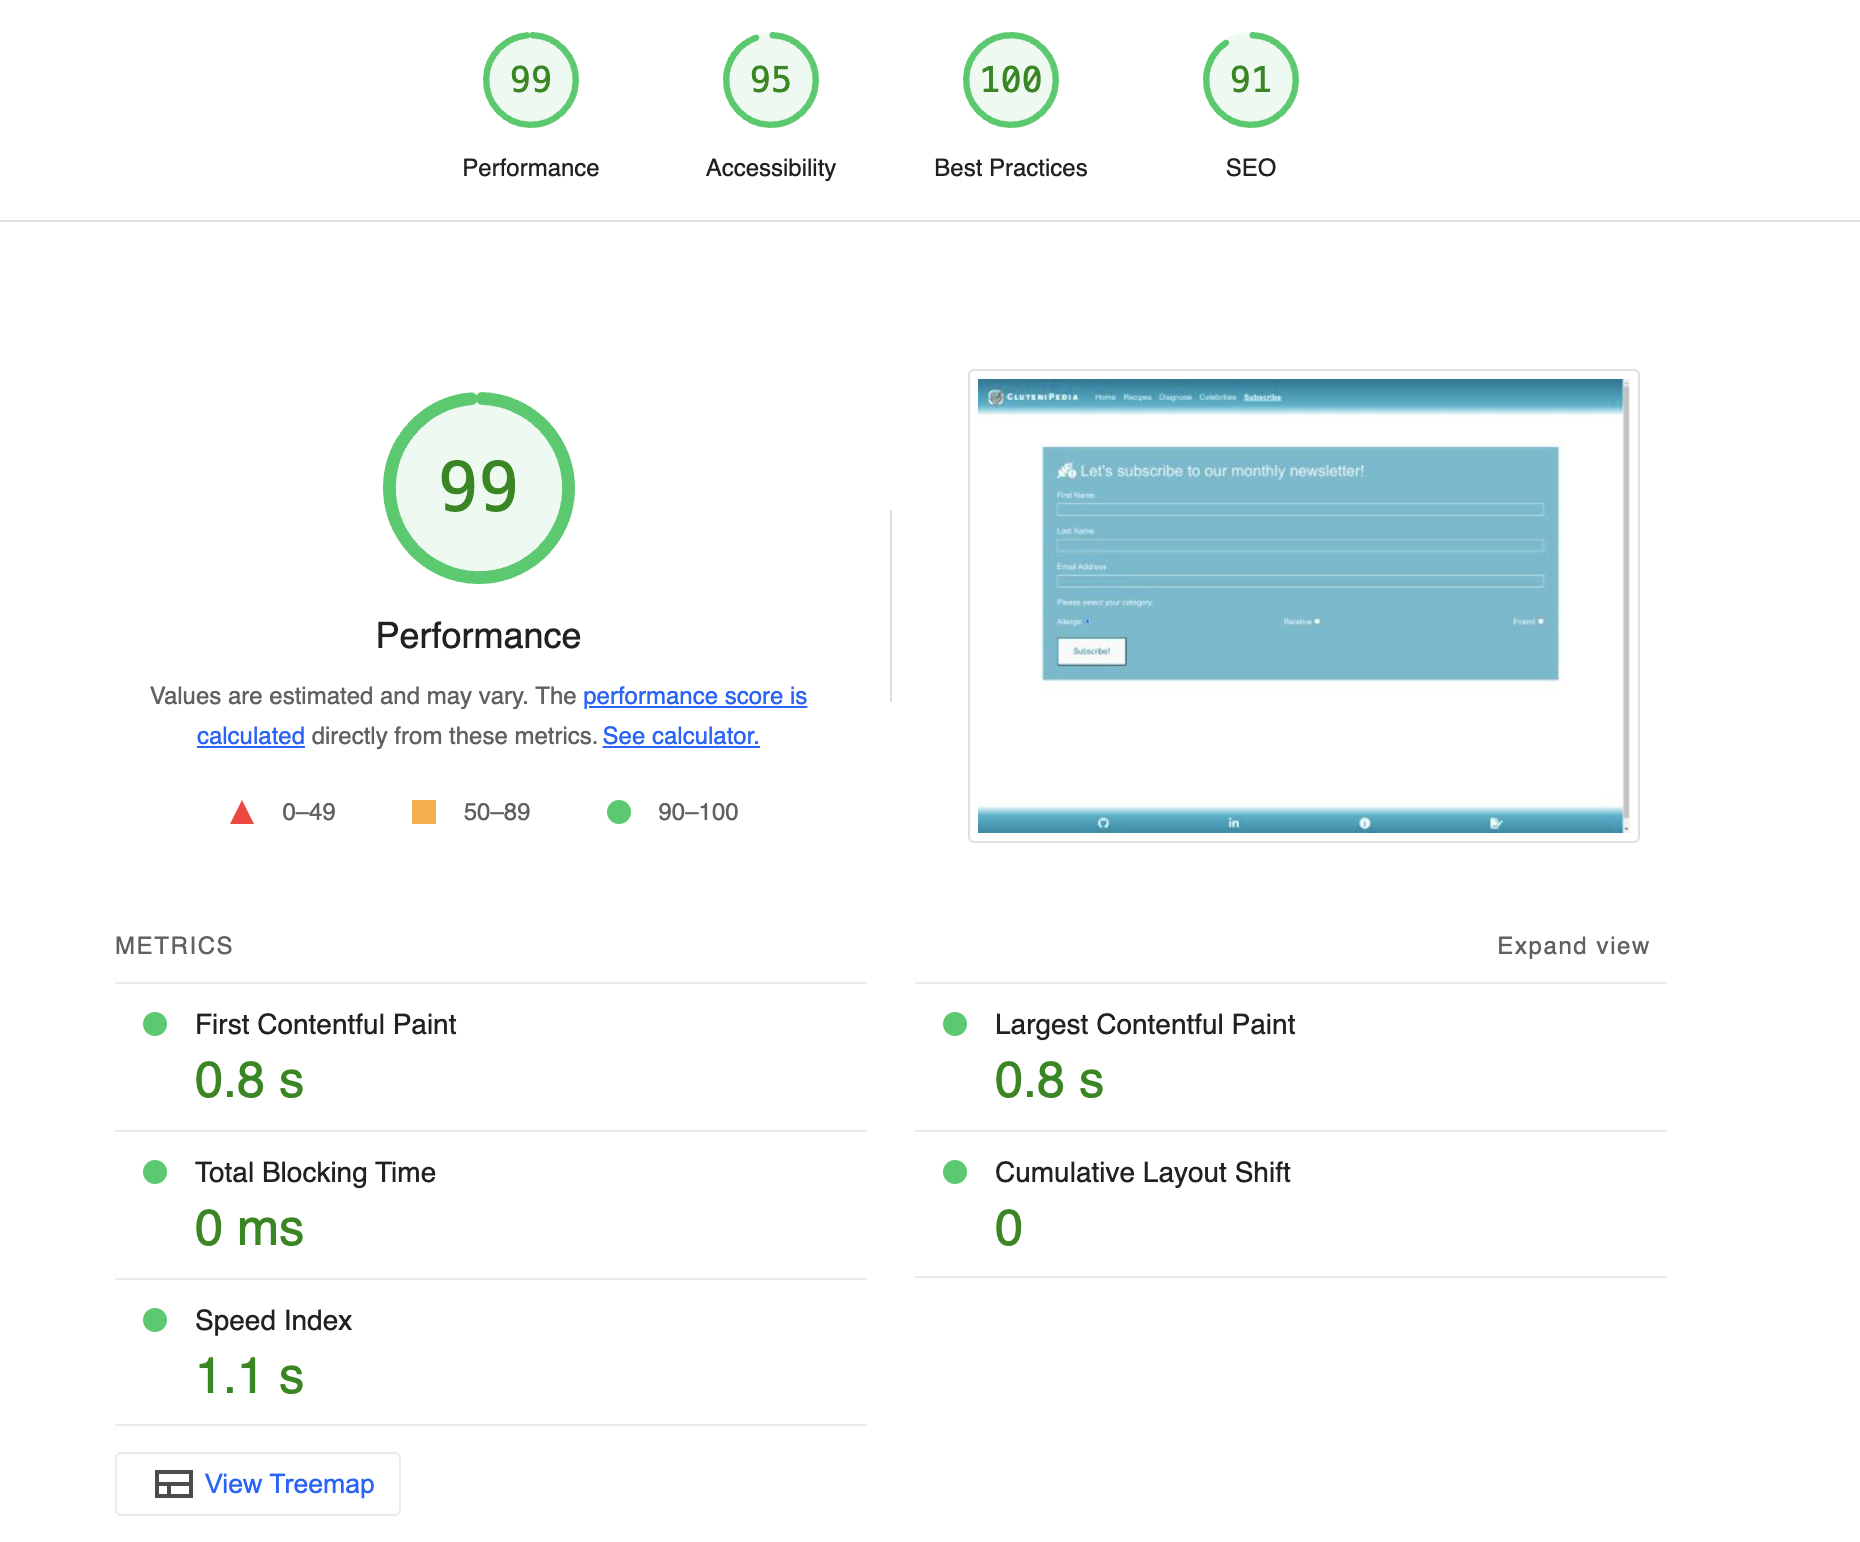 99
95
100
91
Performance
Accessibility
Best Practices
SEO
99
Performance
Values are estimated and may vary. The performance score is
calculated directly from these metrics. See calculator.
0–49
50–89
90–100
GLUTENIPEDIA
Home Recipes Diagnose Celebrities Subscribe
Let's subscribe to our monthly newsletter!
First Name
Last Name
Email Address
Please select your category:
Allergic
Relative
Friend
Subscribe!
in
METRICS
Expand view
First Contentful Paint
0.8 s
Largest Contentful Paint
0.8 s
Total Blocking Time
0 ms
Cumulative Layout Shift
0
Speed Index
1.1 s
View Treemap